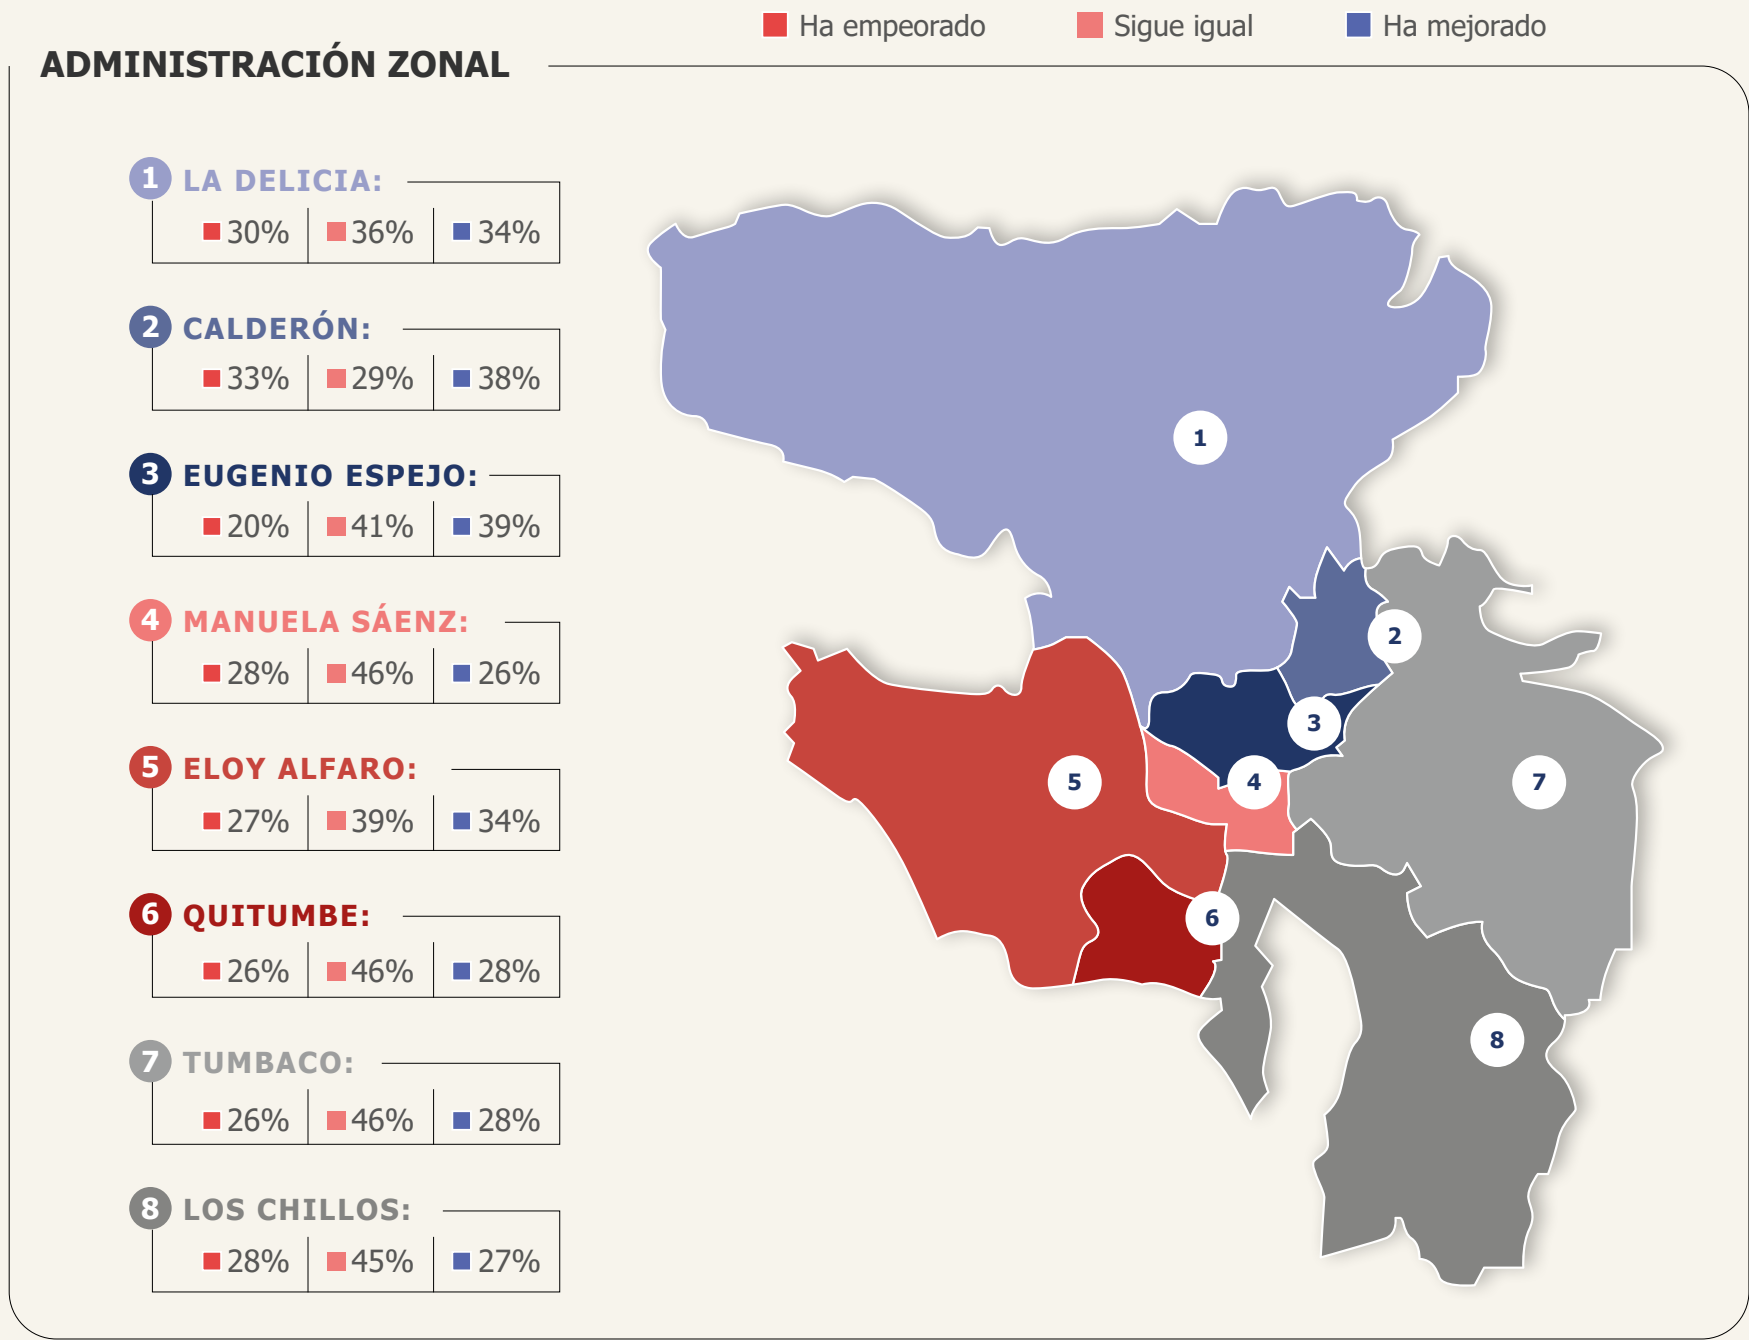 Ha empeorado Sigue igual Ha mejorado
ADMINISTRACIÓN ZONAL
1 LA DELICIA:
30% 36% 34%
2 CALDERÓN:
33% 29% 38%
3 EUGENIO ESPEJO:
20% 41% 39%
4 MANUELA SÁENZ:
28% 46% 26%
5 ELOY ALFARO:
27% 39% 34%
6 QUITUMBE:
26% 46% 28%
7 TUMBACO:
26% 46% 28%
8 LOS CHILLOS:
28% 45% 27%
1
2
3
4
5
6
7
8